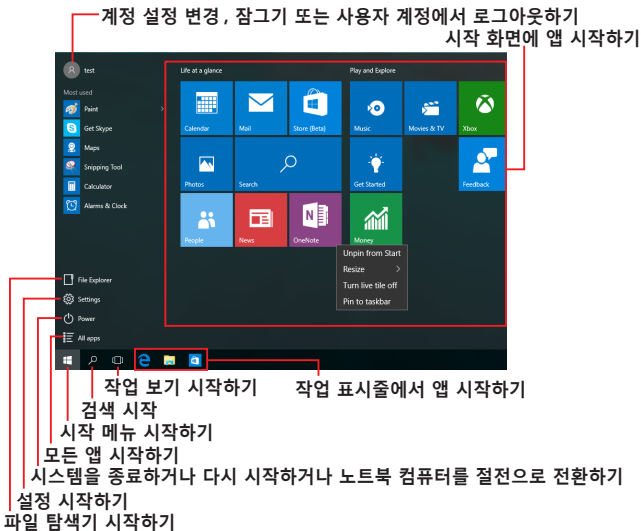 계정 설정 변경, 잠그기 또는 사용자 계정에서 로그아웃하기
시작 화면에 앱 시작하기
test
Life at a glance
Play and Explore
Most used
Paint
Get Skype
Maps
Snipping Tool
Calculator
Alarms & Clock
Calendar
Mail
Store (Beta)
Music
Movies & TV
Xbox
Photos
Search
Get Started
Feedback
People
News
OneNote
Money
Unpin from Start
Resize
Turn live tile off
Pin to taskbar
File Explorer
Settings
Power
All apps
작업 보기 시작하기
작업 표시줄에서 앱 시작하기
검색 시작
시작 메뉴 시작하기
모든 앱 시작하기
시스템을 종료하거나 다시 시작하거나 노트북 컴퓨터를 절전으로 전환하기
설정 시작하기
파일 탐색기 시작하기